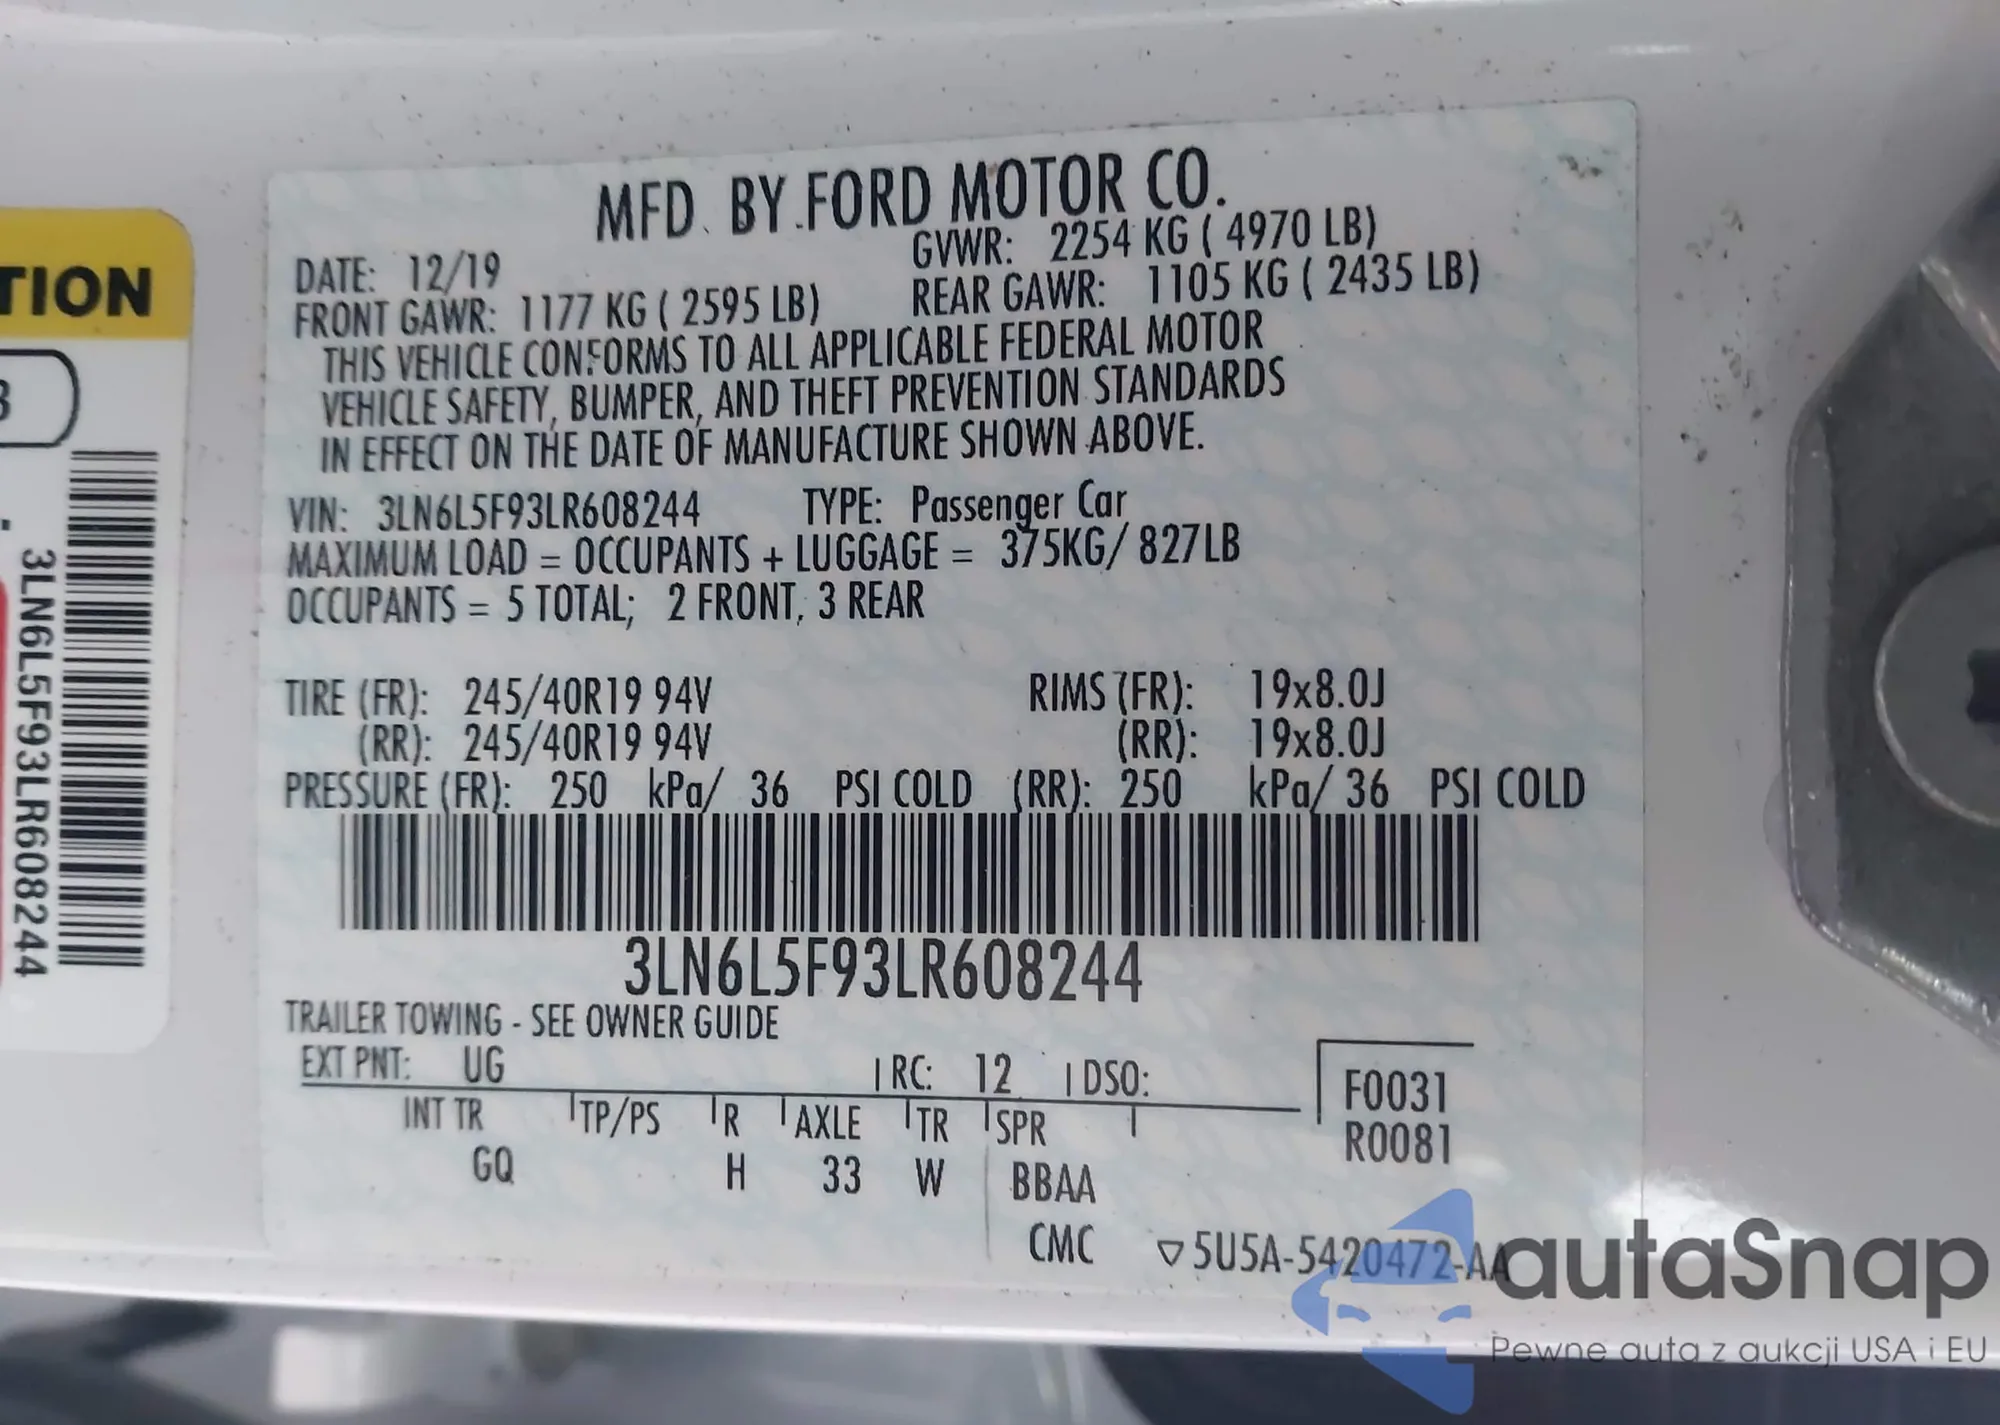 TION
3LN6L5F93LR608244
MFD. BY FORD MOTOR CO.
DATE: 12/19 GVWR: 2254 KG ( 4970 LB)
FRONT GAWR: 1177 KG ( 2595 LB) REAR GAWR: 1105 KG ( 2435 LB)
THIS VEHICLE CONFORMS TO ALL APPLICABLE FEDERAL MOTOR
VEHICLE SAFETY, BUMPER, AND THEFT PREVENTION STANDARDS
IN EFFECT ON THE DATE OF MANUFACTURE SHOWN ABOVE.
VIN: 3LN6L5F93LR608244 TYPE: Passenger Car
MAXIMUM LOAD = OCCUPANTS + LUGGAGE = 375KG/ 827LB
OCCUPANTS = 5 TOTAL; 2 FRONT, 3 REAR
TIRE (FR): 245/40R19 94V RIMS (FR): 19x8.0J
(RR): 245/40R19 94V (RR): 19x8.0J
PRESSURE (FR): 250 kPa/ 36 PSI COLD (RR): 250 kPa/ 36 PSI COLD
3LN6L5F93LR608244
TRAILER TOWING - SEE OWNER GUIDE
EXT PNT: UG RC: 12 DSO: F0031
INT TR TP/PS R AXLE TR SPR R0081
GQ H 33 W BBAA
CMC ▽5U5A-5420472-AA
autaSnap
Pewne auta z aukcji USA i EU